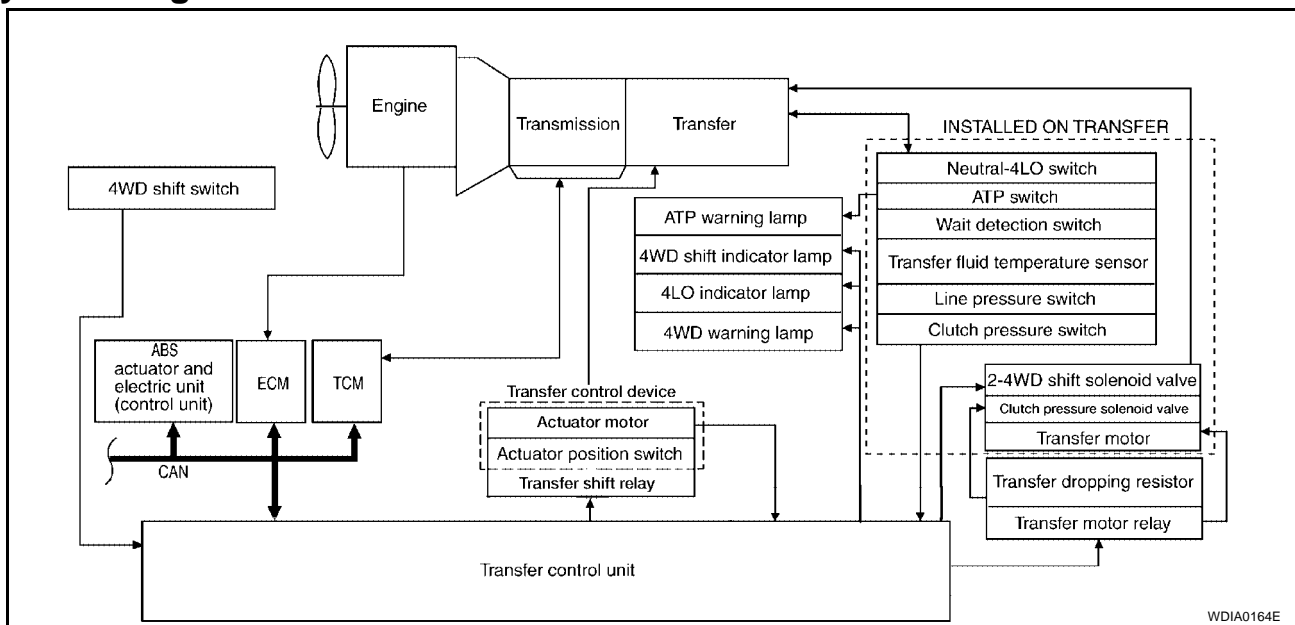 Engine
Transmission
Transfer
INSTALLED ON TRANSFER
4WD shift switch
Neutral-4LO switch
ATP switch
Wait detection switch
Transfer fluid temperature sensor
Line pressure switch
Clutch pressure switch
ATP warning lamp
4WD shift indicator lamp
4LO indicator lamp
4WD warning lamp
ABS
actuator and
electric unit
(control unit)
ECM
TCM
CAN
Transfer control device
Actuator motor
Actuator position switch
Transfer shift relay
2-4WD shift solenoid valve
Clutch pressure solenoid valve
Transfer motor
Transfer dropping resistor
Transfer motor relay
Transfer control unit
WDIA0164E